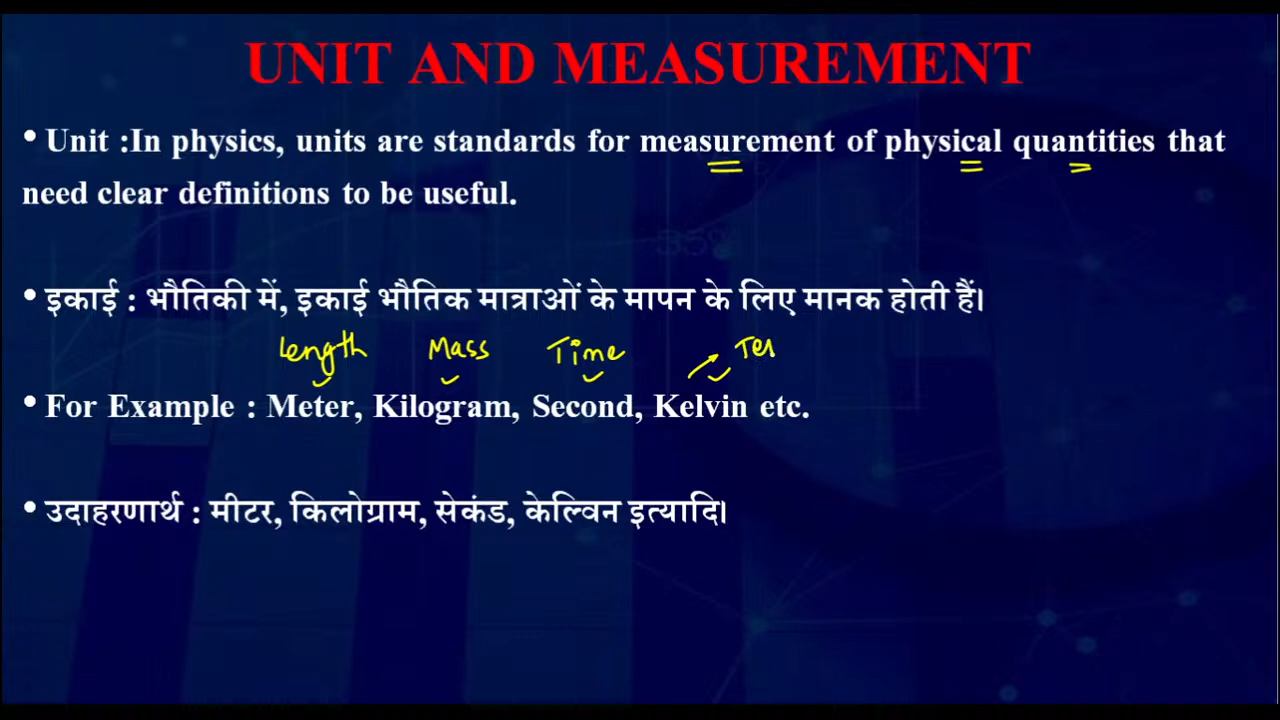 UNIT AND MEASUREMENT
• Unit :In physics, units are standards for measurement of physical quantities that
need clear definitions to be useful.
• इकाई : भौतिकी में, इकाई भौतिक मात्राओं के मापन के लिए मानक होती हैं।
Length Mass Time Ter
• For Example : Meter, Kilogram, Second, Kelvin etc.
• उदाहरणार्थ : मीटर, किलोग्राम, सेकंड, केल्विन इत्यादि।